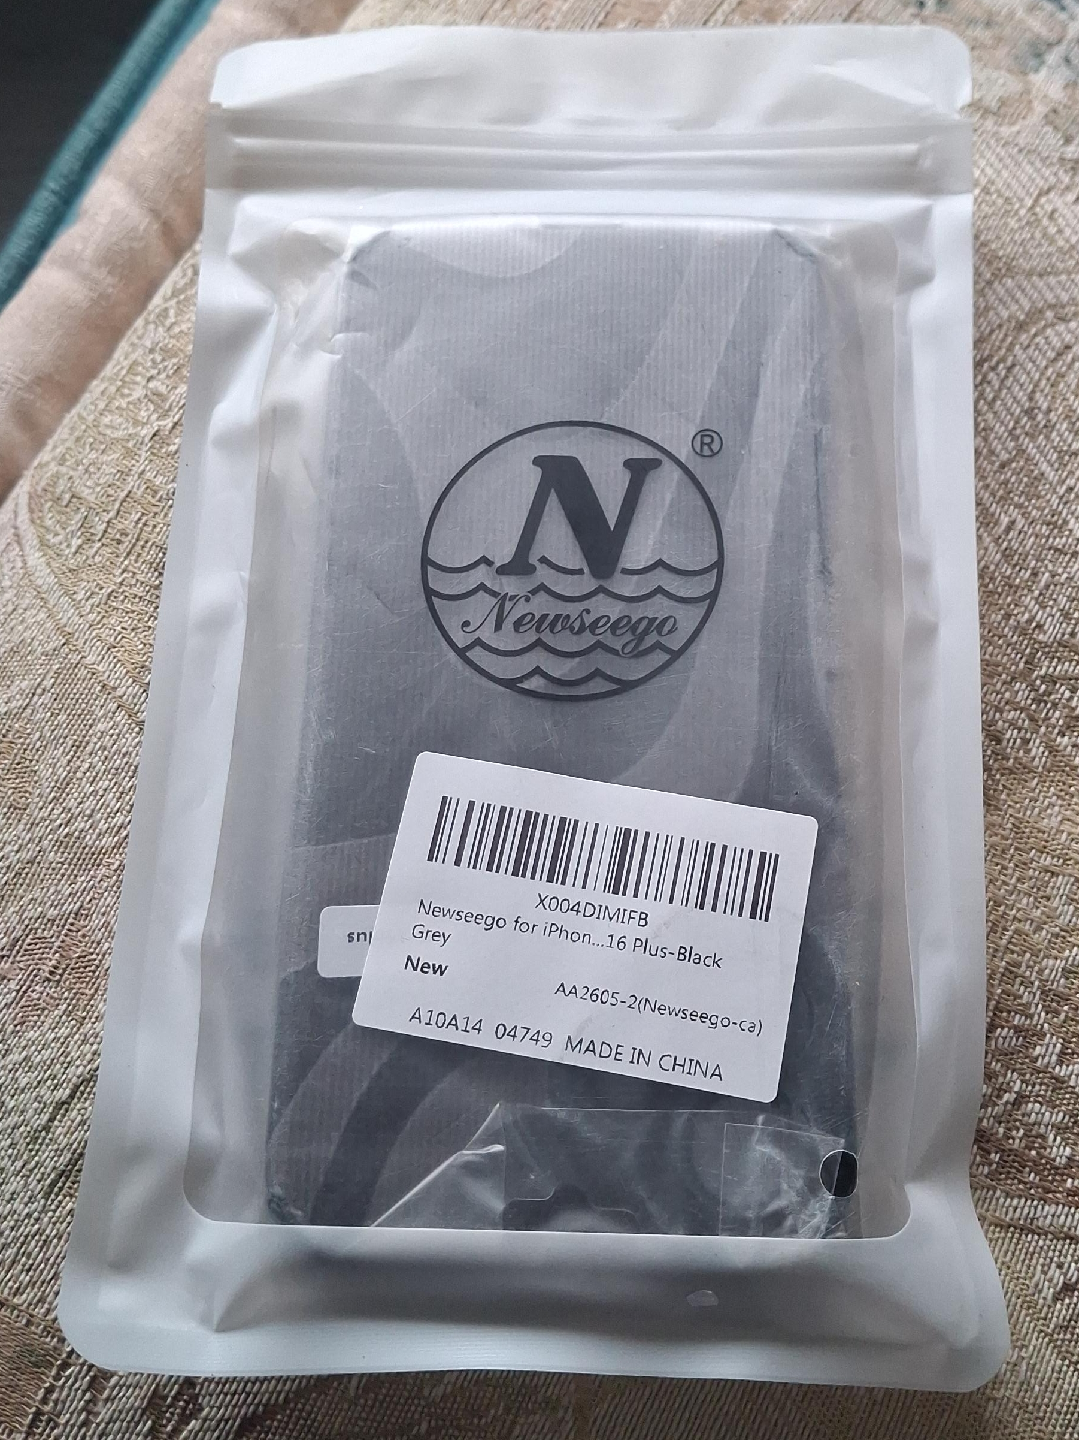 N
®
Newseego
X004DIMIFB
Newseego for iPhon...16 Plus-Black
Grey
New
AA2605-2(Newseego-ca)
A10A14 04749 MADE IN CHINA